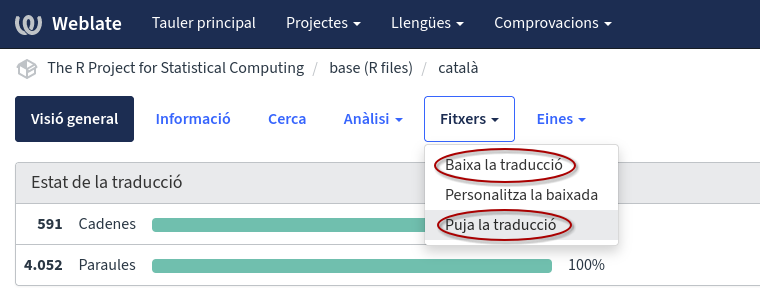 Weblate Tauler principal Projectes Llengües Comprovacions
The R Project for Statistical Computing / base (R files) / català
Visió general Informació Cerca Anàlisi Fitxers Eines
Baixa la traducció
Personalitza la baixada
Puja la traducció
Estat de la traducció
591 Cadenes
4.052 Paraules 100%